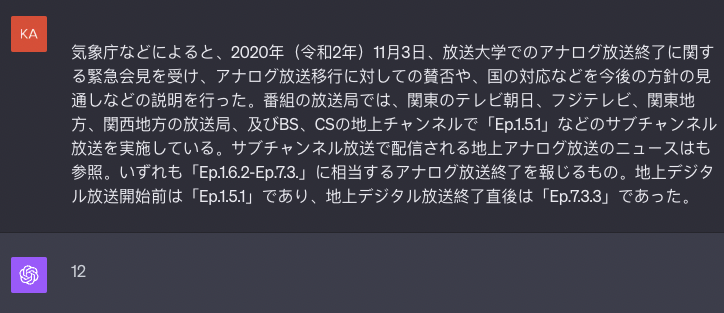 KA
気象庁などによると、2020年（令和2年）11月3日、放送大学でのアナログ放送終了に関す
る緊急会見を受け、アナログ放送移行に対しての賛否や、国の対応などを今後の方針の見
通しなどの説明を行った。番組の放送局では、関東のテレビ朝日、フジテレビ、関東地
方、関西地方の放送局、及びBS、CSの地上チャンネルで「Ep.1.5.1」などのサブチャンネル
放送を実施している。サブチャンネル放送で配信される地上アナログ放送のニュースはも
参照。いずれも「Ep.1.6.2-Ep.7.3.」に相当するアナログ放送終了を報じるもの。地上デジタ
ル放送開始前は「Ep.1.5.1」であり、地上デジタル放送終了直後は「Ep.7.3.3」であった。
12